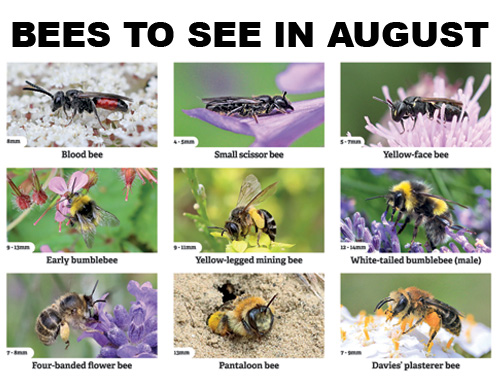 BEES TO SEE IN AUGUST
8mm
4 - 5mm
5 - 7mm
Blood bee
Small scissor bee
Yellow-face bee
9 - 13mm
9 - 11mm
12 - 14mm
Early bumblebee
Yellow-legged mining bee
White-tailed bumblebee (male)
7 - 8mm
13mm
7 - 9mm
Four-banded flower bee
Pantaloon bee
Davies' plasterer bee